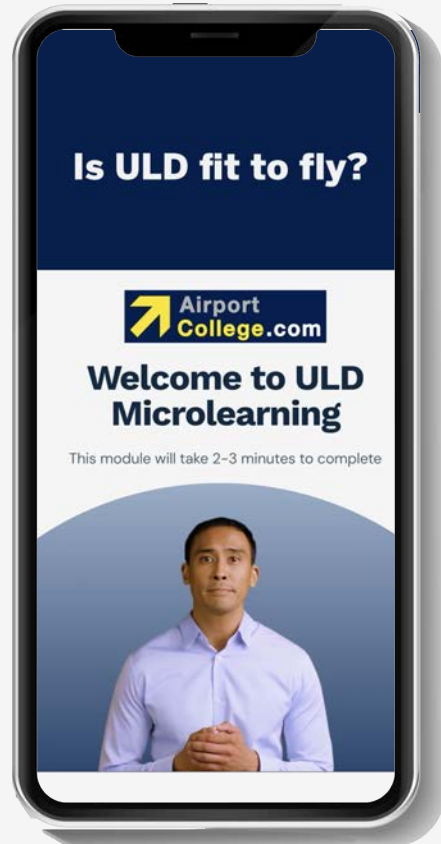 Is ULD fit to fly?
Airport
College.com
Welcome to ULD
Microlearning
This module will take 2-3 minutes to complete